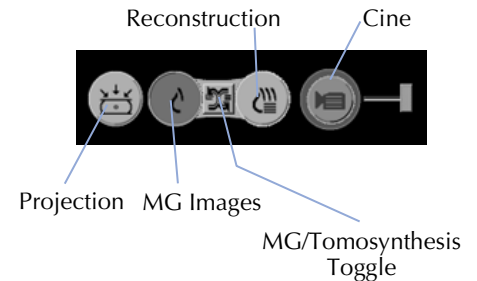 Reconstruction
Cine
Projection
MG Images
MG/Tomosynthesis
Toggle